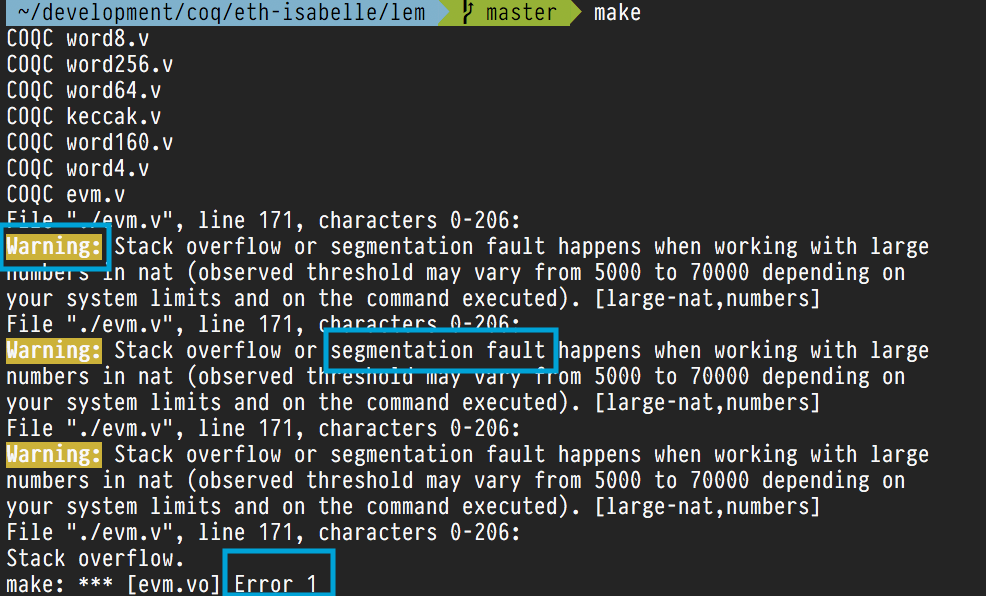 ~/development/coq/eth-isabelle/lem master make
COQC word8.v
COQC word256.v
COQC word64.v
COQC keccak.v
COQC word160.v
COQC word4.v
COQC evm.v
File "./evm.v", line 171, characters 0-206:
Warning: Stack overflow or segmentation fault happens when working with large
numbers in nat (observed threshold may vary from 5000 to 70000 depending on
your system limits and on the command executed). [large-nat,numbers]
File "./evm.v", line 171, characters 0-206:
Warning: Stack overflow or segmentation fault happens when working with large
numbers in nat (observed threshold may vary from 5000 to 70000 depending on
your system limits and on the command executed). [large-nat,numbers]
File "./evm.v", line 171, characters 0-206:
Warning: Stack overflow or segmentation fault happens when working with large
numbers in nat (observed threshold may vary from 5000 to 70000 depending on
your system limits and on the command executed). [large-nat,numbers]
File "./evm.v", line 171, characters 0-206:
Stack overflow.
make: *** [evm.vo] Error 1